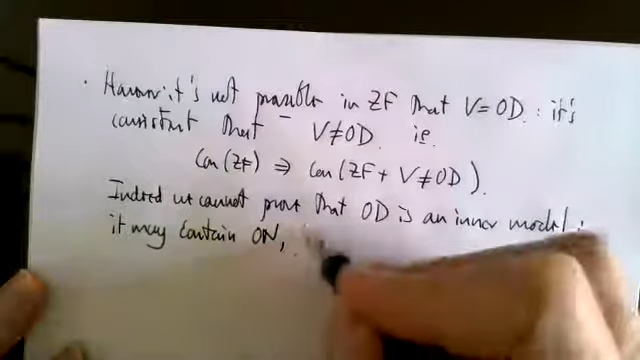 · However: it's not provable in ZF that V = OD : it's
consistent that V ≠ OD. ie.
Con(ZF) ⇒ Con(ZF + V ≠ OD).
Indeed we cannot prove that OD is an inner model:
it may contain ON,